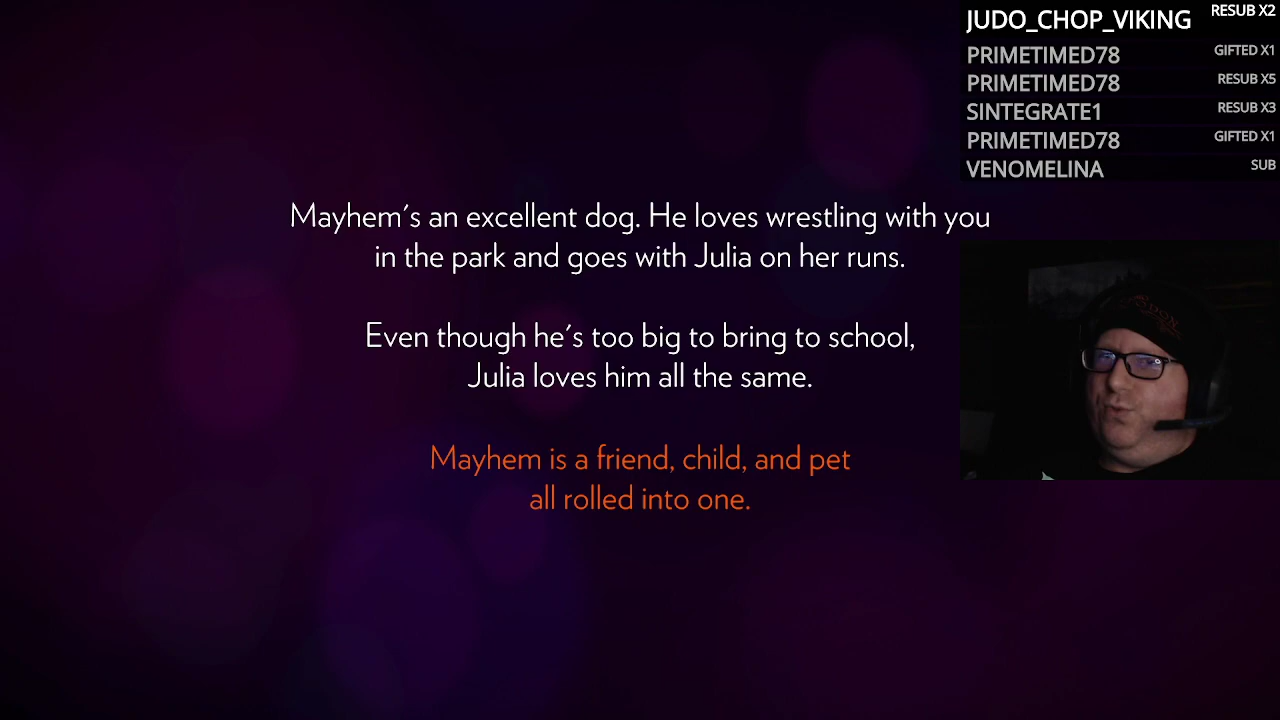 JUDO_CHOP_VIKING RESUB X2
PRIMETIMED78 GIFTED X1
PRIMETIMED78 RESUB X5
SINTEGRATE1 RESUB X3
PRIMETIMED78 GIFTED X1
VENOMELINA SUB
Mayhem's an excellent dog. He loves wrestling with you
in the park and goes with Julia on her runs.
Even though he's too big to bring to school,
Julia loves him all the same.
Mayhem is a friend, child, and pet
all rolled into one.